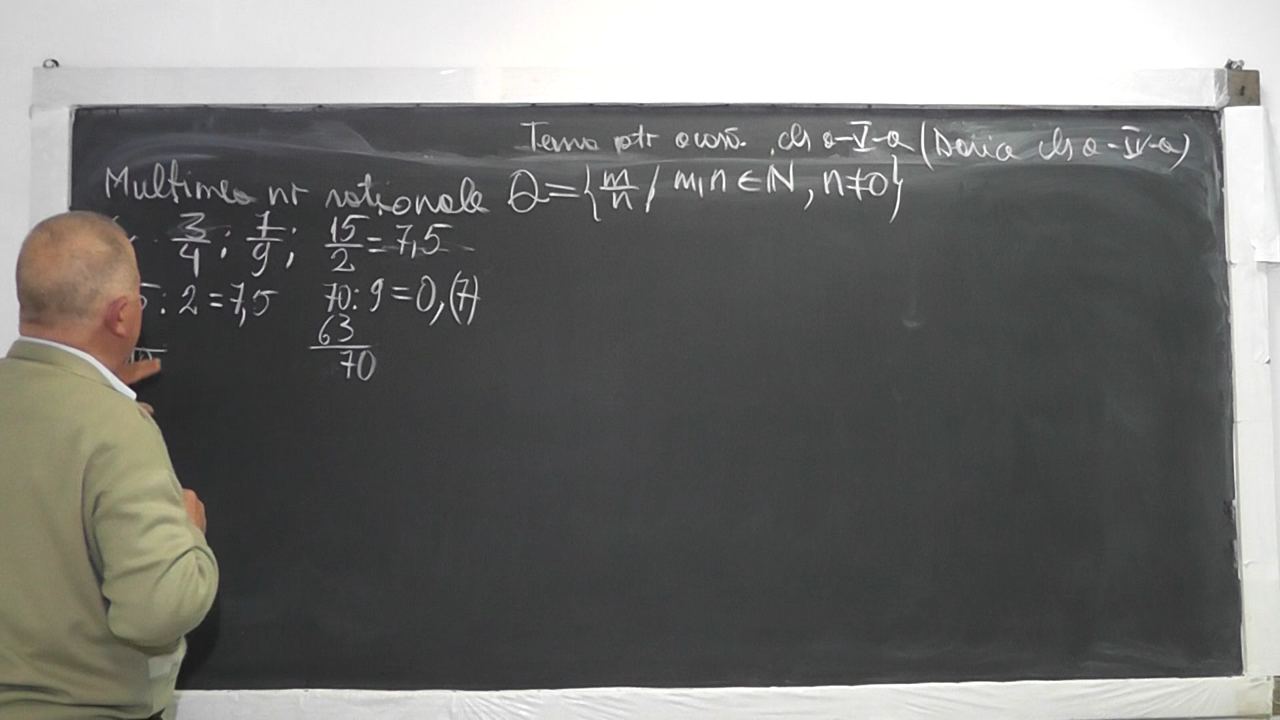 Tema ptr acasă cls a-V-a (Daria cls a-IV-a)
Multimea nr rationale Q = { m/n / m, n ∈ N, n ≠ 0 }
3/4 ; 7/9 ; 15/2 = 7,5
5 : 2 = 7,5 70 : 9 = 0,(7)
63
70